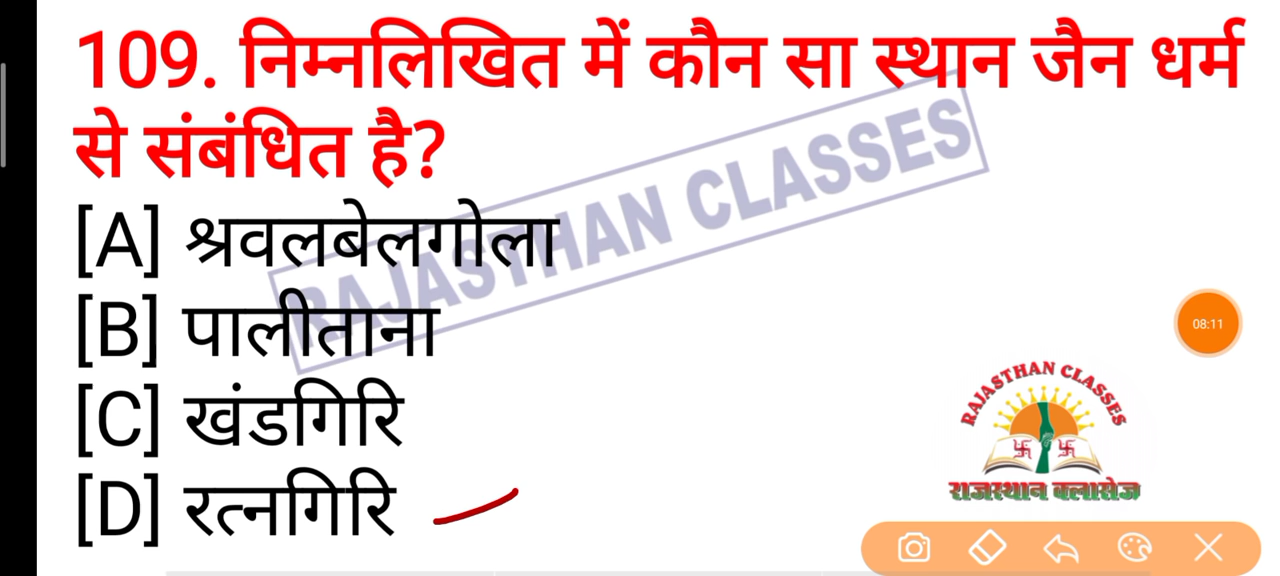 109. निम्नलिखित में कौन सा स्थान जैन धर्म
से संबंधित है?
[A] श्रवलबेलगोला
[B] पालीताना
[C] खंडगिरि
[D] रत्नगिरि
RAJASTHAN CLASSES
08:11
RAJASTHAN CLASSES
राजस्थान क्लासेज